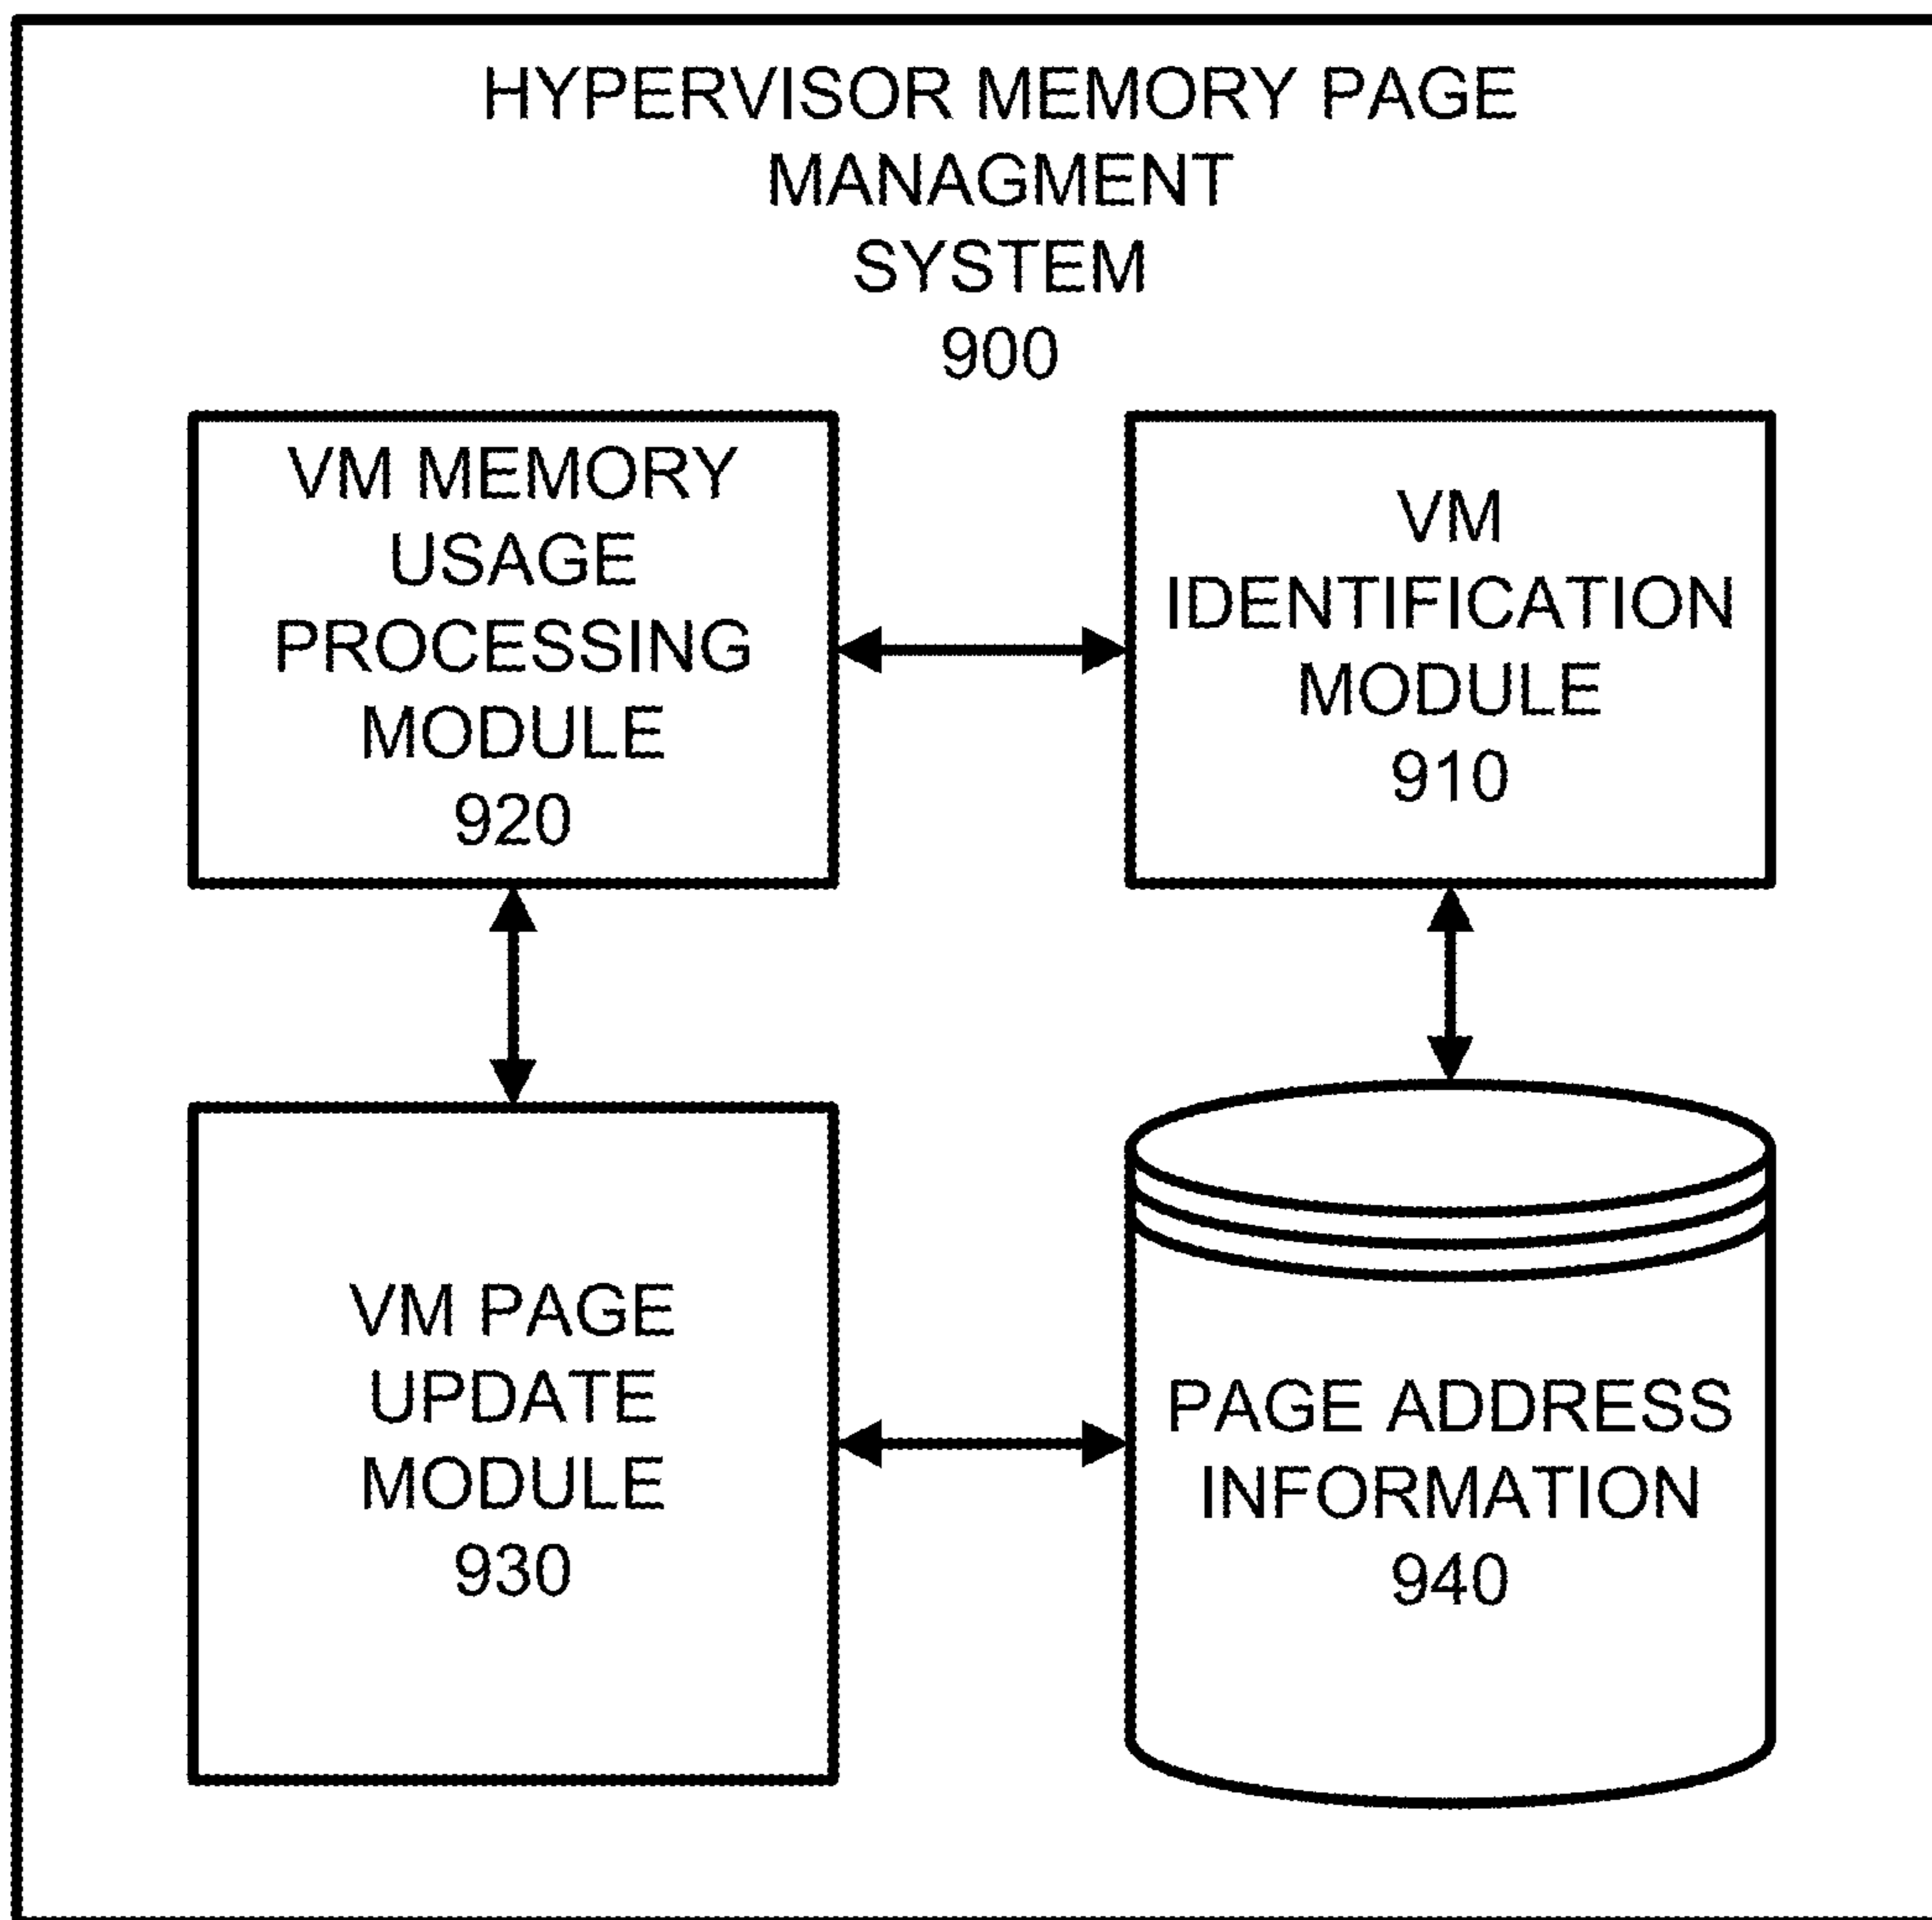 HYPERVISOR MEMORY PAGE
MANAGMENT
SYSTEM
900
VM MEMORY
USAGE
PROCESSING
MODULE
920
VM
IDENTIFICATION
MODULE
910
VM PAGE
UPDATE
MODULE
930
PAGE ADDRESS
INFORMATION
940